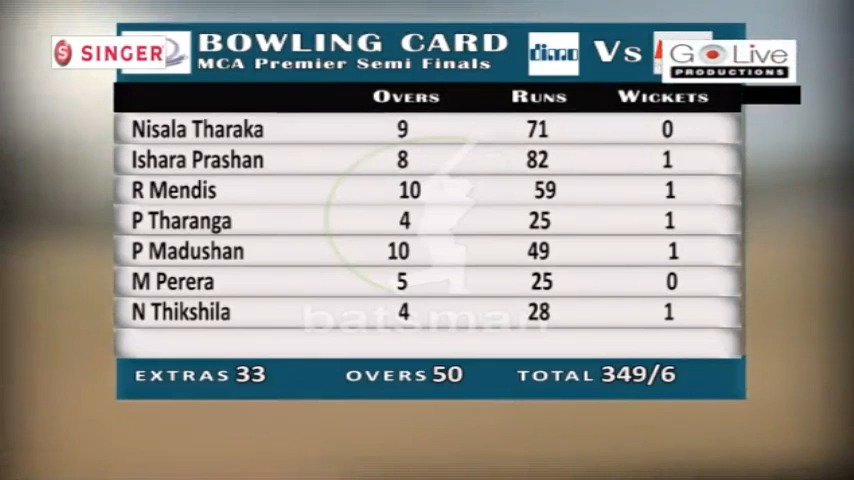 SINGER
BOWLING CARD
MCA Premier Semi Finals
dimo Vs
GO Live
PRODUCTIONS
OVERS RUNS WICKETS
Nisala Tharaka 9 71 0
Ishara Prashan 8 82 1
R Mendis 10 59 1
P Tharanga 4 25 1
P Madushan 10 49 1
M Perera 5 25 0
N Thikshila 4 28 1
batsman
EXTRAS 33 OVERS 50 TOTAL 349/6